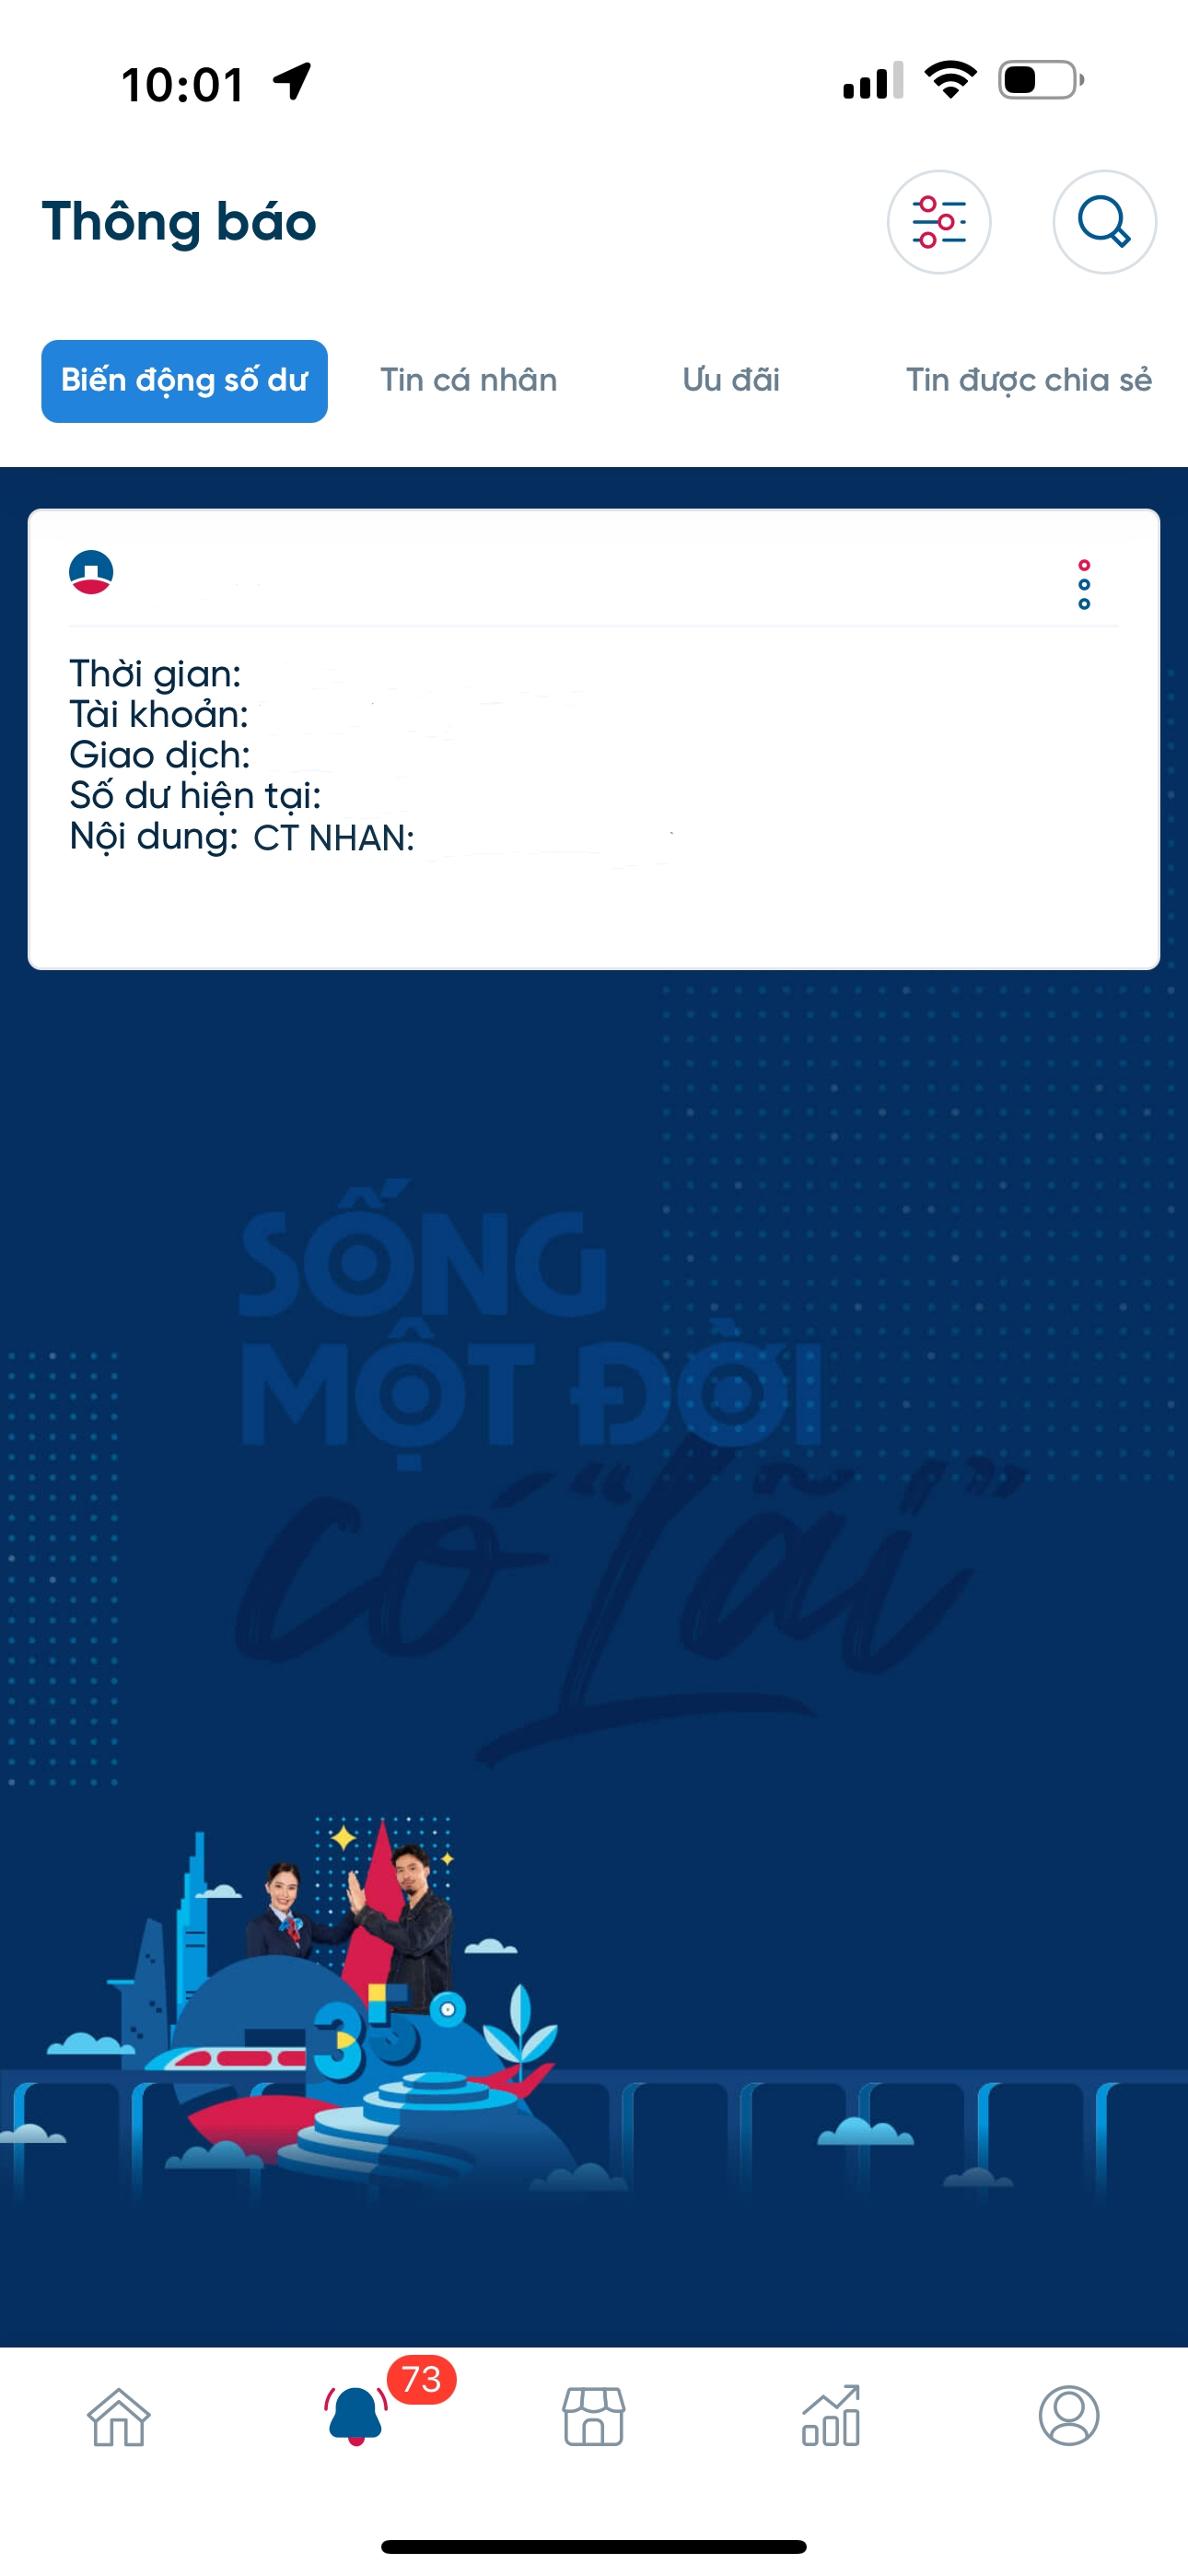 10:01
Thông báo
Biến động số dư
Tin cá nhân
Ưu đãi
Tin được chia sẻ
Thời gian:
Tài khoản:
Giao dịch:
Số dư hiện tại:
Nội dung: CT NHAN:
SỐNG
MỘT ĐỜI
có “Lãi”
35
73